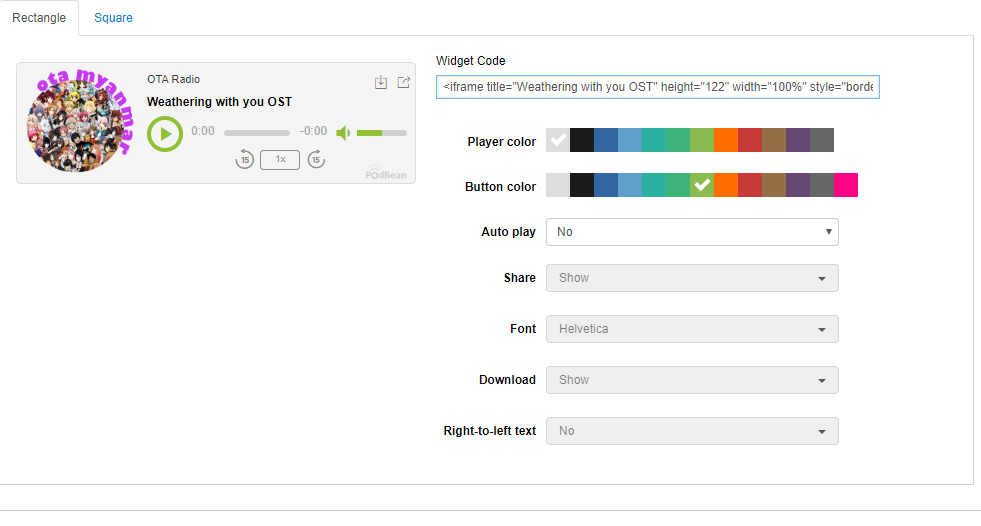 Rectangle
Square
ota myanmar
OTA Radio
Weathering with you OST
0:00
-0:00
15
1x
15
PodBean
Widget Code
<iframe title="Weathering with you OST" height="122" width="100%" style="borde
Player color
Button color
Auto play
No
Share
Show
Font
Helvetica
Download
Show
Right-to-left text
No